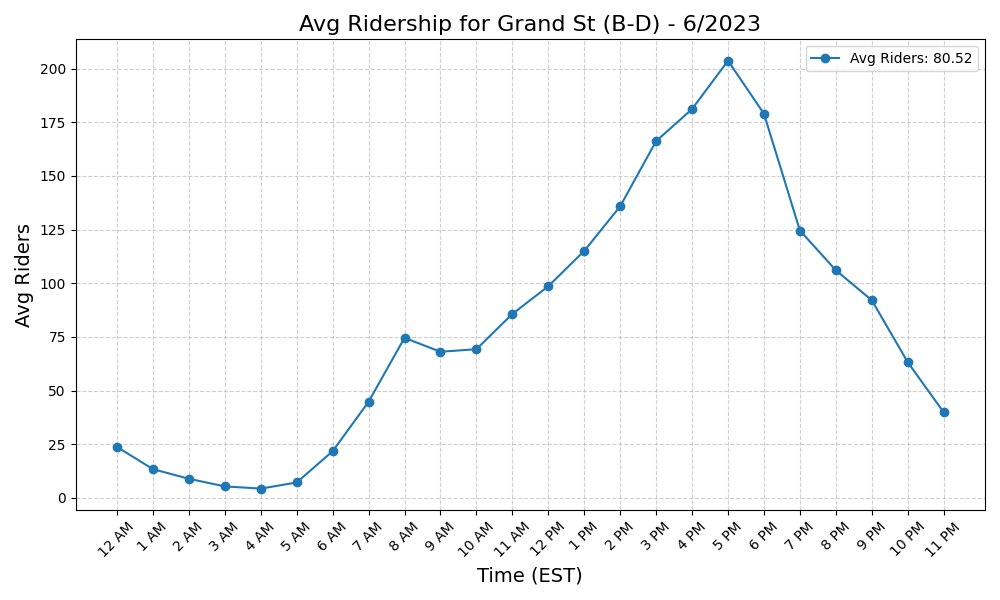 Avg Ridership for Grand St (B-D) - 6/2023
Avg Riders: 80.52
Avg Riders
200
175
150
125
100
75
50
25
0
12 AM
1 AM
2 AM
3 AM
4 AM
5 AM
6 AM
7 AM
8 AM
9 AM
10 AM
11 AM
12 PM
1 PM
2 PM
3 PM
4 PM
5 PM
6 PM
7 PM
8 PM
9 PM
10 PM
11 PM
Time (EST)